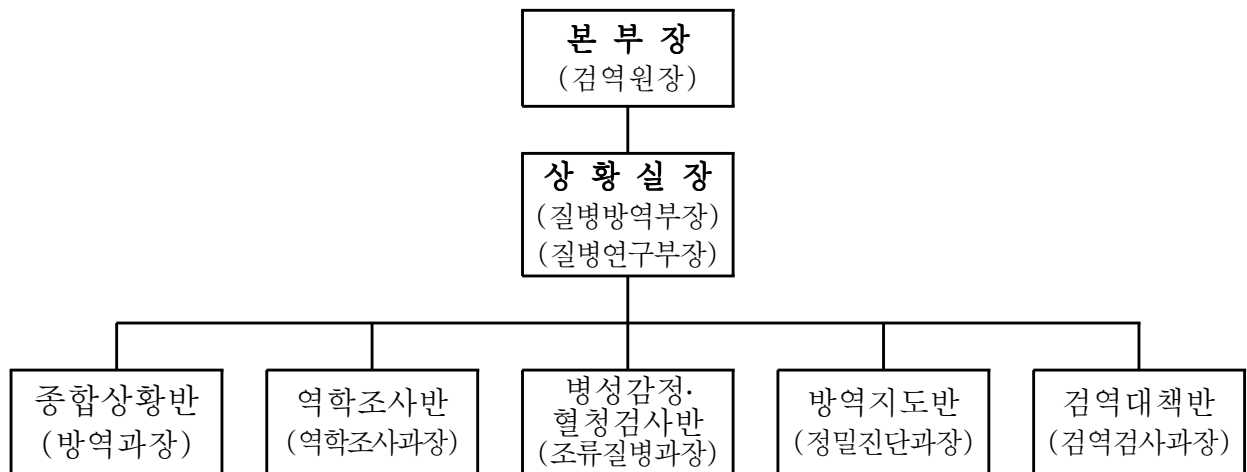 본 부 장
(검역원장)
상 황 실 장
(질병방역부장)
(질병연구부장)
종합상황반
(방역과장)
역학조사반
(역학조사과장)
병성감정·
혈청검사반
(조류질병과장)
방역지도반
(정밀진단과장)
검역대책반
(검역검사과장)